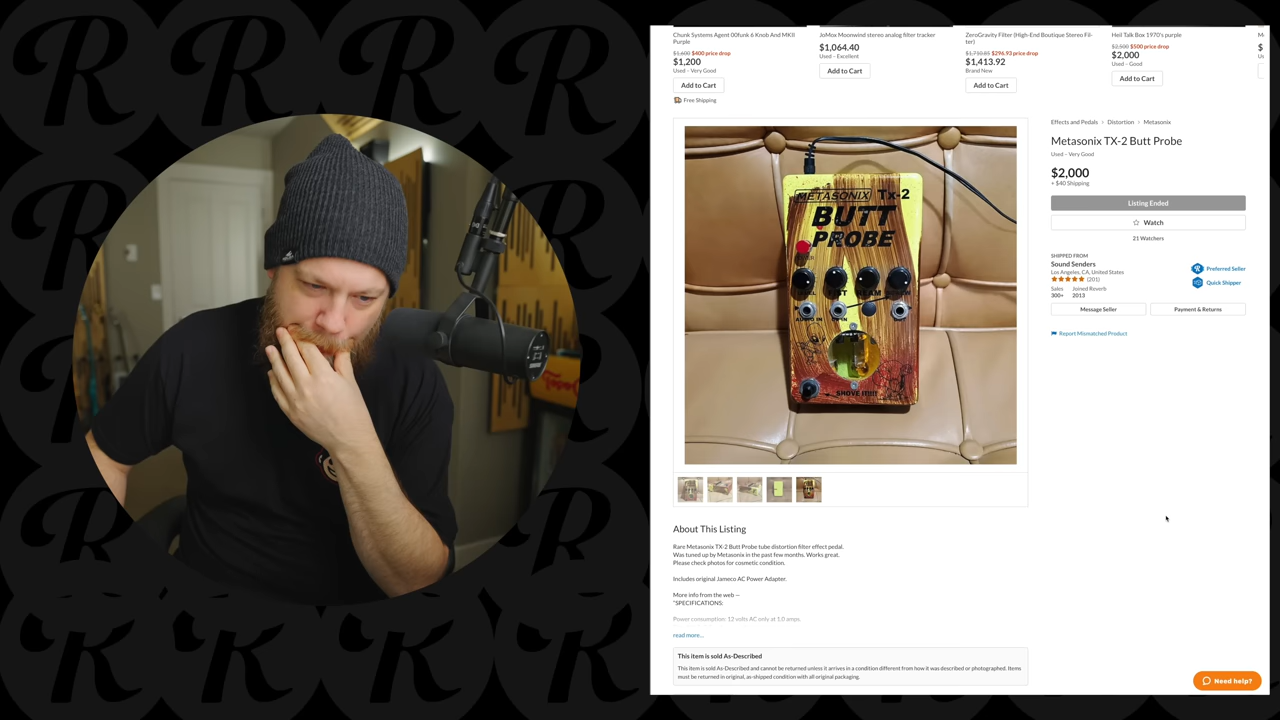 Chunk Systems Agent 00funk 6 Knob And MKII
Purple
$1,600 $400 price drop
$1,200
Used – Very Good
Add to Cart
Free Shipping
JoMox Moonwind stereo analog filter tracker
$1,064.40
Used – Excellent
Add to Cart
ZeroGravity Filter (High-End Boutique Stereo Fil-
ter)
$1,710.85 $296.93 price drop
$1,413.92
Brand New
Add to Cart
Heil Talk Box 1970's purple
$2,500 $500 price drop
$2,000
Used – Good
Add to Cart
Effects and Pedals › Distortion › Metasonix
Metasonix TX-2 Butt Probe
Used – Very Good
$2,000
+ $40 Shipping
Listing Ended
Watch
21 Watchers
SHIPPED FROM
Sound Senders
Los Angeles, CA, United States
(201)
Sales
300+
Joined Reverb
2013
Preferred Seller
Quick Shipper
Message Seller
Payment & Returns
Report Mismatched Product
METASONIX Tx-2
BUTT
PROBE
SHOVE IT!!!!!
About This Listing
Rare Metasonix TX-2 Butt Probe tube distortion filter effect pedal.
Was tuned up by Metasonix in the past few months. Works great.
Please check photos for cosmetic condition.
Includes original Jameco AC Power Adapter.
More info from the web —
"SPECIFICATIONS:
Power consumption: 12 volts AC only at 1.0 amps.
read more...
This item is sold As-Described
This item is sold As-Described and cannot be returned unless it arrives in a condition different from how it was described or photographed. Items
must be returned in original, as-shipped condition with all original packaging.
Need help?